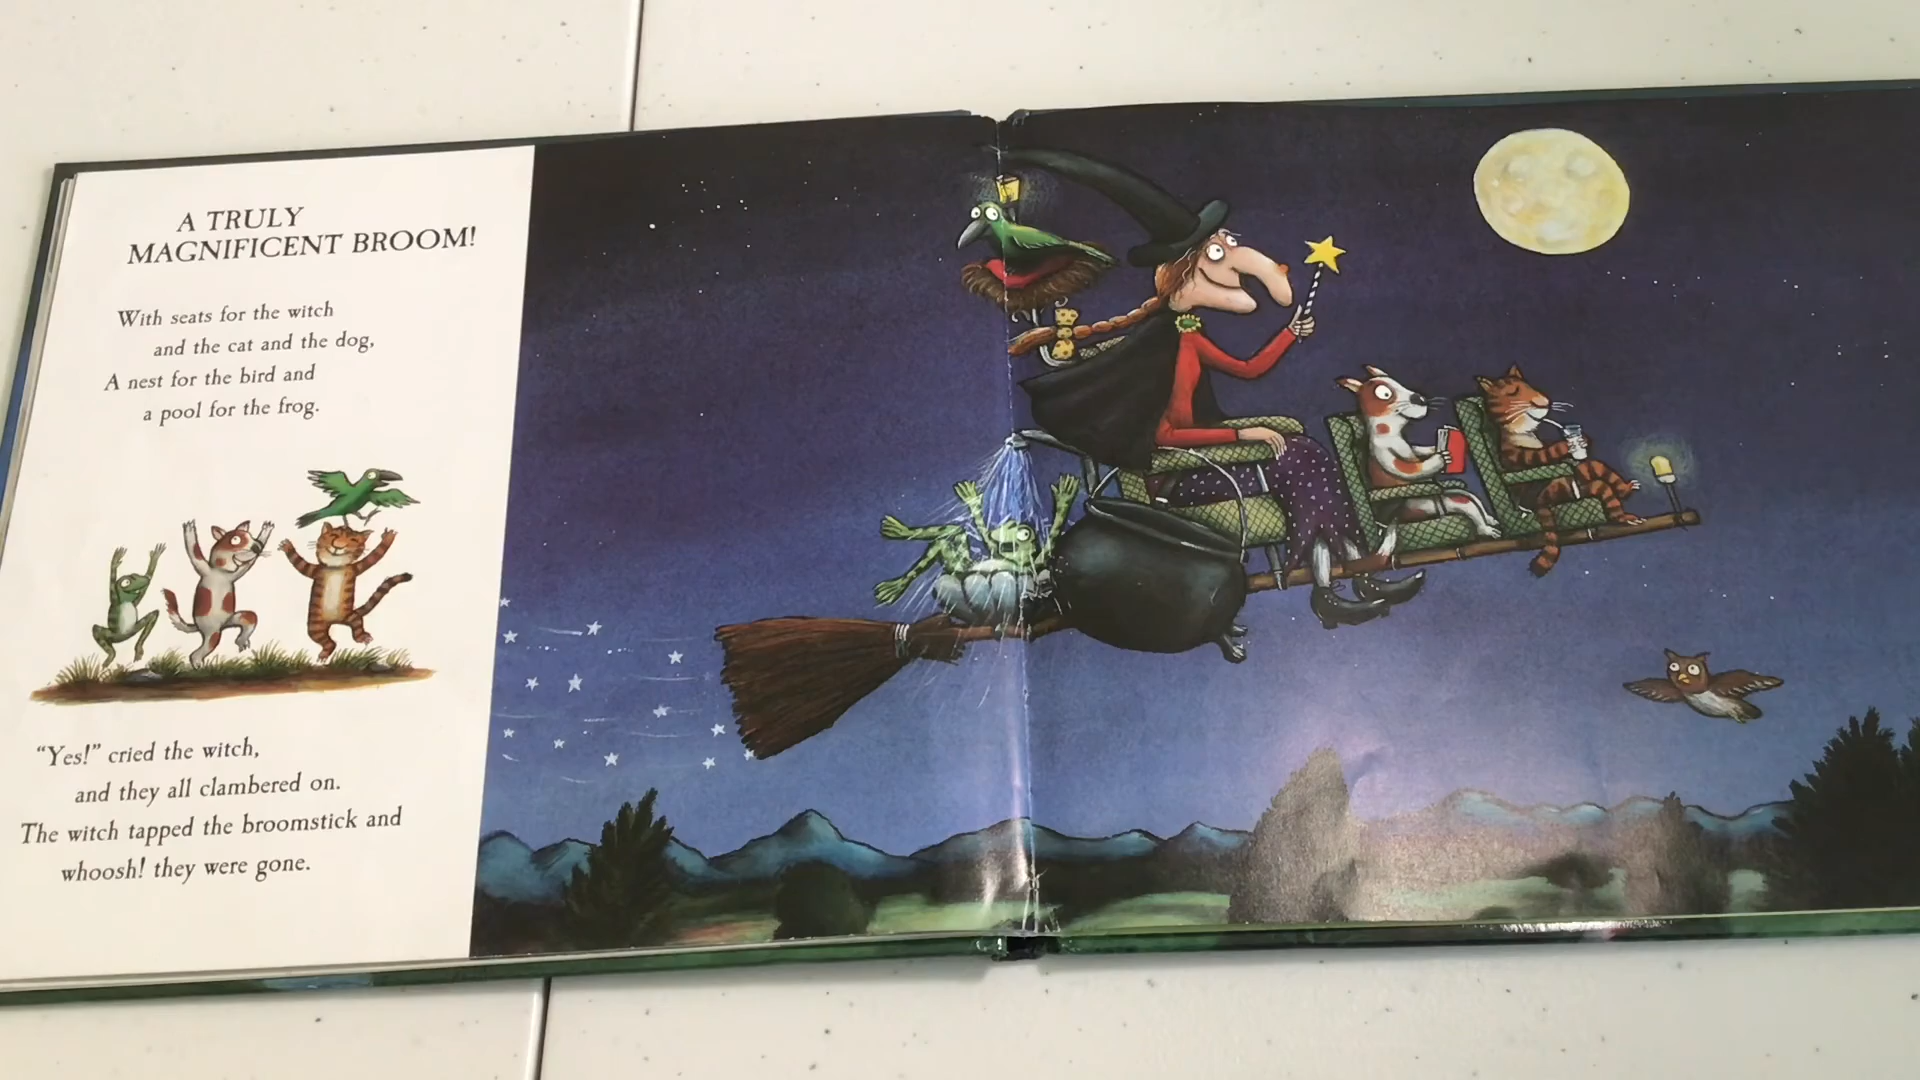 A TRULY
MAGNIFICENT BROOM!
With seats for the witch
and the cat and the dog,
A nest for the bird and
a pool for the frog.
“Yes!” cried the witch,
and they all clambered on.
The witch tapped the broomstick and
whoosh! they were gone.